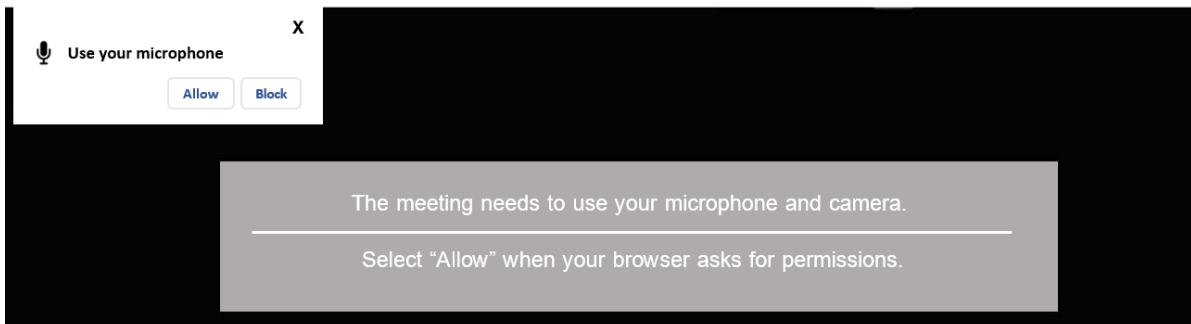 X
Use your microphone
Allow Block
The meeting needs to use your microphone and camera.
Select “Allow” when your browser asks for permissions.